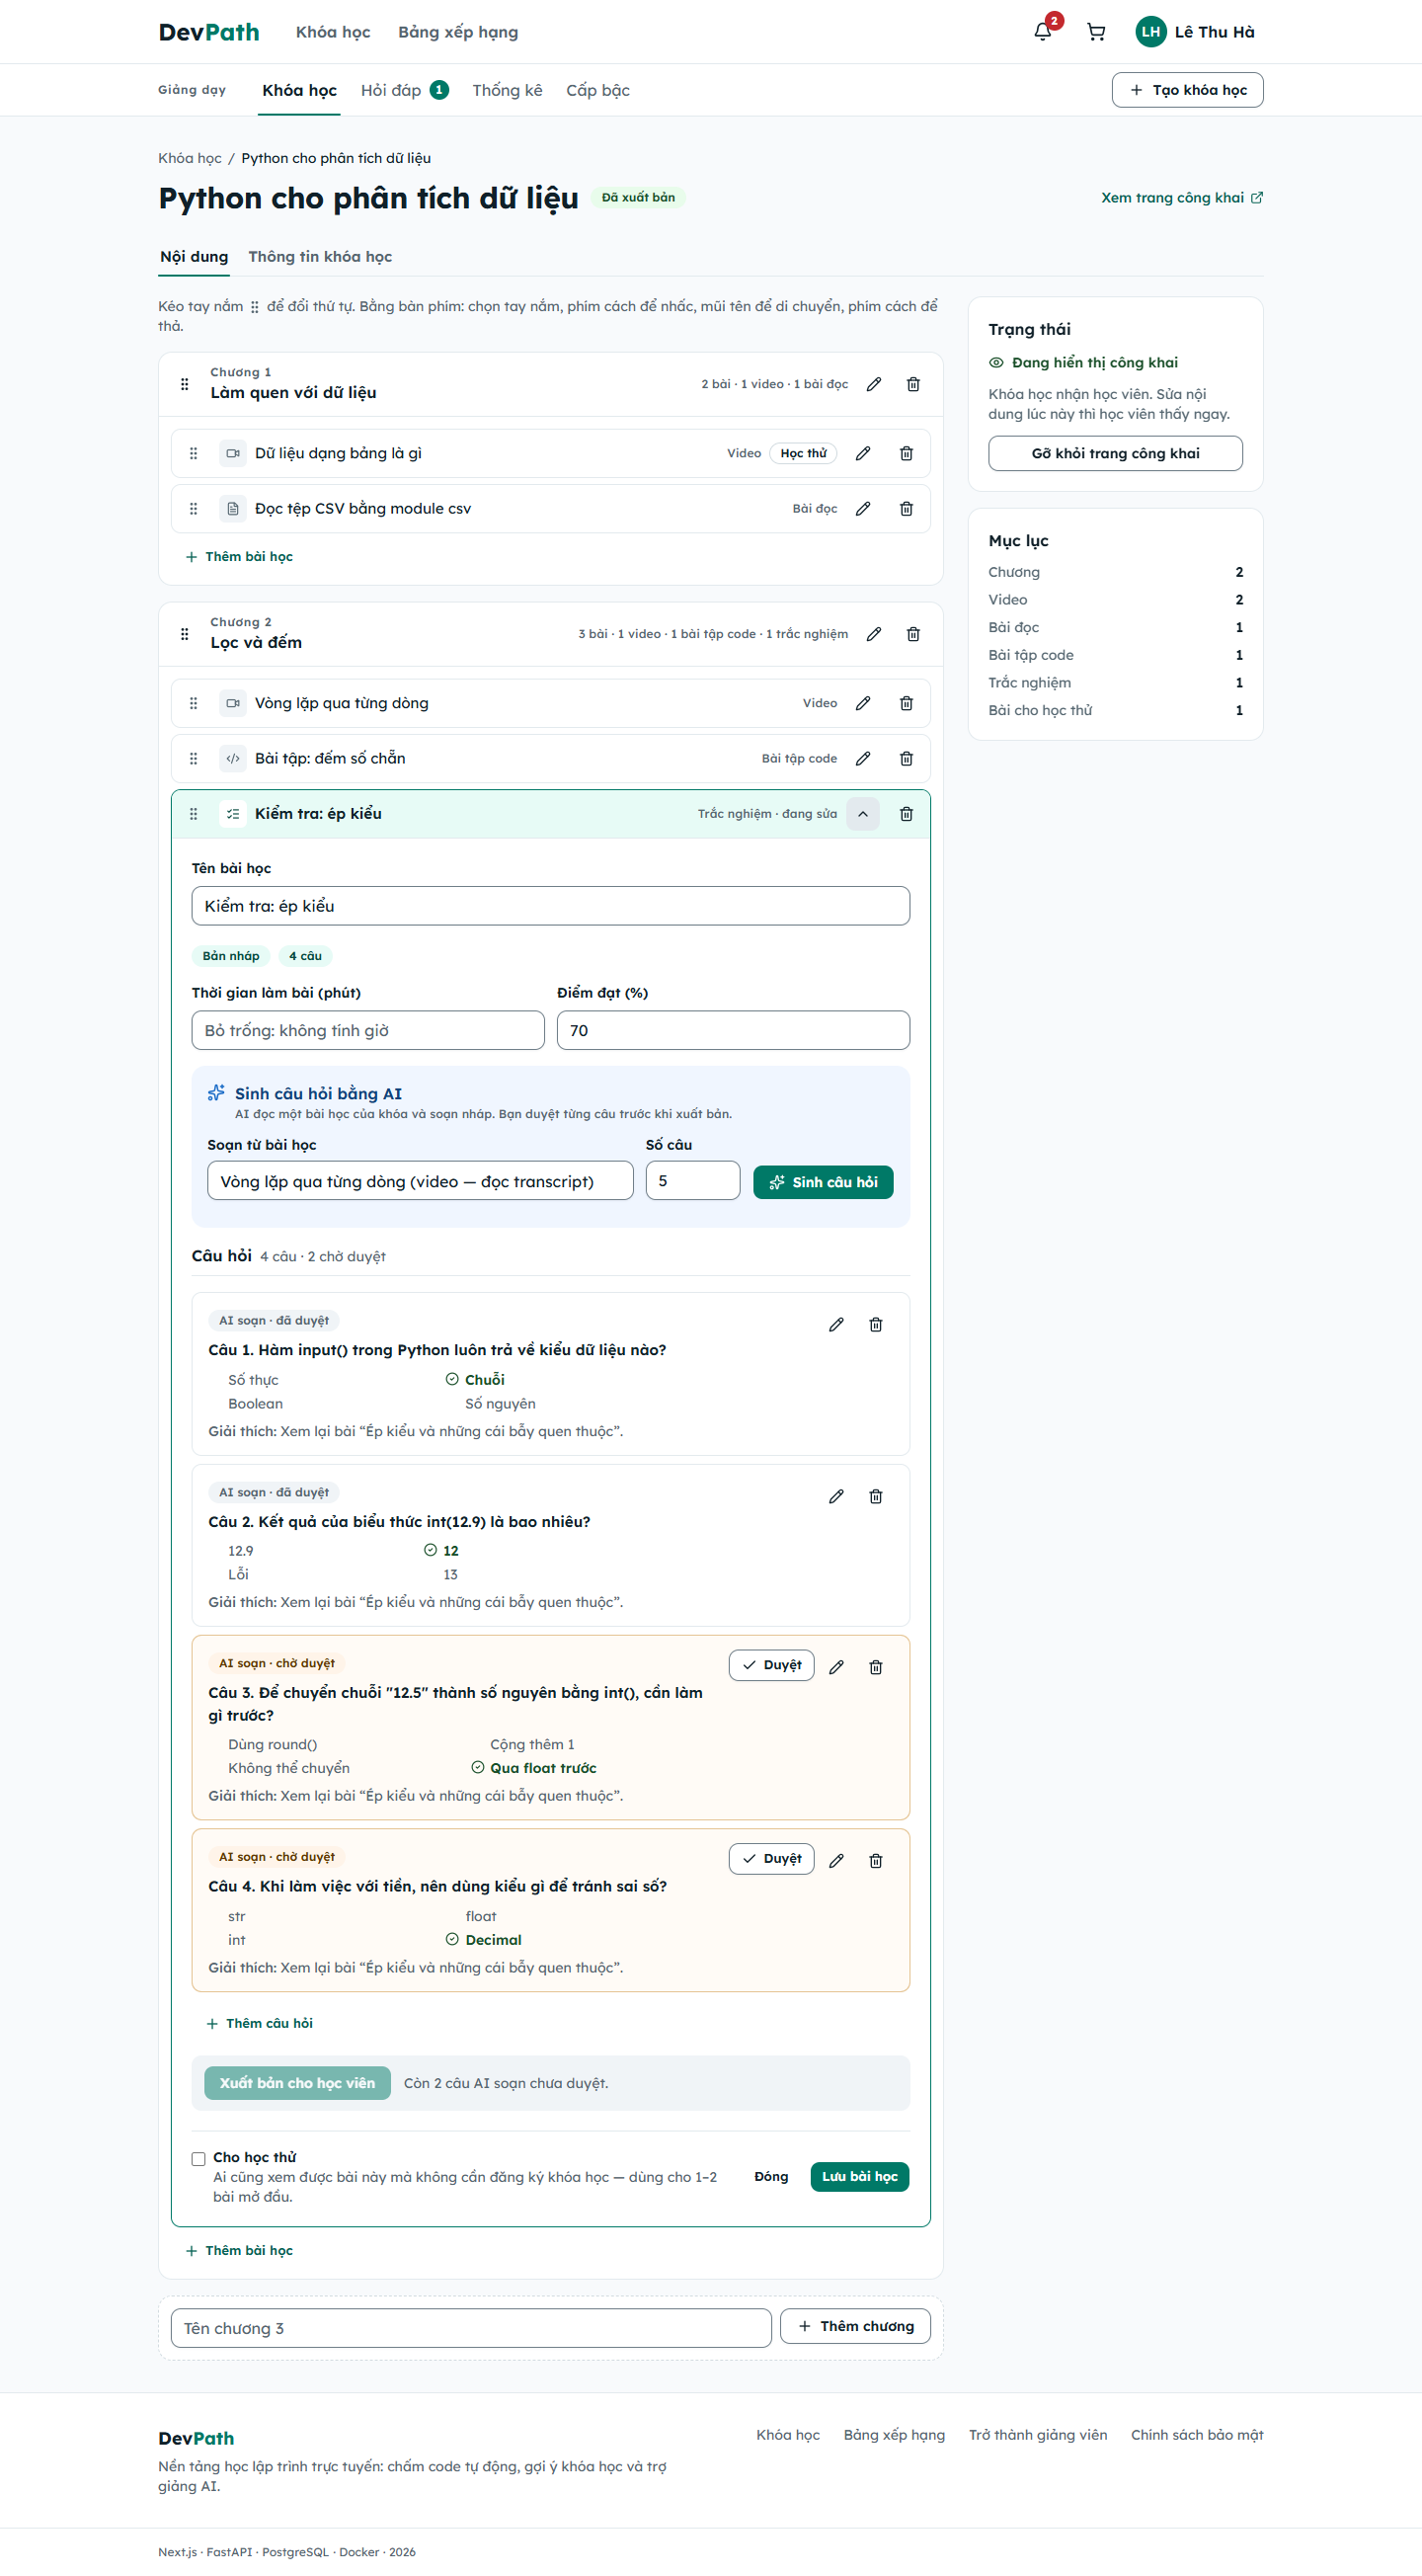 DevPath Khóa học Bảng xếp hạng 2 LH Lê Thu Hà
Giảng dạy Khóa học Hỏi đáp 1 Thống kê Cấp bậc + Tạo khóa học
Khóa học / Python cho phân tích dữ liệu
Python cho phân tích dữ liệu Đã xuất bản Xem trang công khai
Nội dung Thông tin khóa học
Kéo tay nắm ⠿ để đổi thứ tự. Bằng bàn phím: chọn tay nắm, phím cách để nhấc, mũi tên để di chuyển, phím cách để
thả.
Chương 1
Làm quen với dữ liệu
2 bài · 1 video · 1 bài đọc
Dữ liệu dạng bảng là gì Video Học thử
Đọc tệp CSV bằng module csv Bài đọc
+ Thêm bài học
Chương 2
Lọc và đếm
3 bài · 1 video · 1 bài tập code · 1 trắc nghiệm
Vòng lặp qua từng dòng Video
Bài tập: đếm số chẵn Bài tập code
Kiểm tra: ép kiểu Trắc nghiệm · đang sửa
Tên bài học
Kiểm tra: ép kiểu
Bản nháp 4 câu
Thời gian làm bài (phút) Điểm đạt (%)
Bỏ trống: không tính giờ 70
Sinh câu hỏi bằng AI
AI đọc một bài học của khóa và soạn nháp. Bạn duyệt từng câu trước khi xuất bản.
Soạn từ bài học Số câu
Vòng lặp qua từng dòng (video — đọc transcript) 5 Sinh câu hỏi
Câu hỏi 4 câu · 2 chờ duyệt
AI soạn · đã duyệt
Câu 1. Hàm input() trong Python luôn trả về kiểu dữ liệu nào?
Số thực Chuỗi
Boolean Số nguyên
Giải thích: Xem lại bài “Ép kiểu và những cái bẫy quen thuộc”.
AI soạn · đã duyệt
Câu 2. Kết quả của biểu thức int(12.9) là bao nhiêu?
12.9 12
Lỗi 13
Giải thích: Xem lại bài “Ép kiểu và những cái bẫy quen thuộc”.
AI soạn · chờ duyệt Duyệt
Câu 3. Để chuyển chuỗi "12.5" thành số nguyên bằng int(), cần làm
gì trước?
Dùng round() Cộng thêm 1
Không thể chuyển Qua float trước
Giải thích: Xem lại bài “Ép kiểu và những cái bẫy quen thuộc”.
AI soạn · chờ duyệt Duyệt
Câu 4. Khi làm việc với tiền, nên dùng kiểu gì để tránh sai số?
str float
int Decimal
Giải thích: Xem lại bài “Ép kiểu và những cái bẫy quen thuộc”.
+ Thêm câu hỏi
Xuất bản cho học viên Còn 2 câu AI soạn chưa duyệt.
Cho học thử
Ai cũng xem được bài này mà không cần đăng ký khóa học — dùng cho 1–2
bài mở đầu.
Đóng Lưu bài học
+ Thêm bài học
Tên chương 3 + Thêm chương
Trạng thái
Đang hiển thị công khai
Khóa học nhận học viên. Sửa nội
dung lúc này thì học viên thấy ngay.
Gỡ khỏi trang công khai
Mục lục
Chương 2
Video 2
Bài đọc 1
Bài tập code 1
Trắc nghiệm 1
Bài cho học thử 1
DevPath Khóa học Bảng xếp hạng Trở thành giảng viên Chính sách bảo mật
Nền tảng học lập trình trực tuyến: chấm code tự động, gợi ý khóa học và trợ
giảng AI.
Next.js · FastAPI · PostgreSQL · Docker · 2026